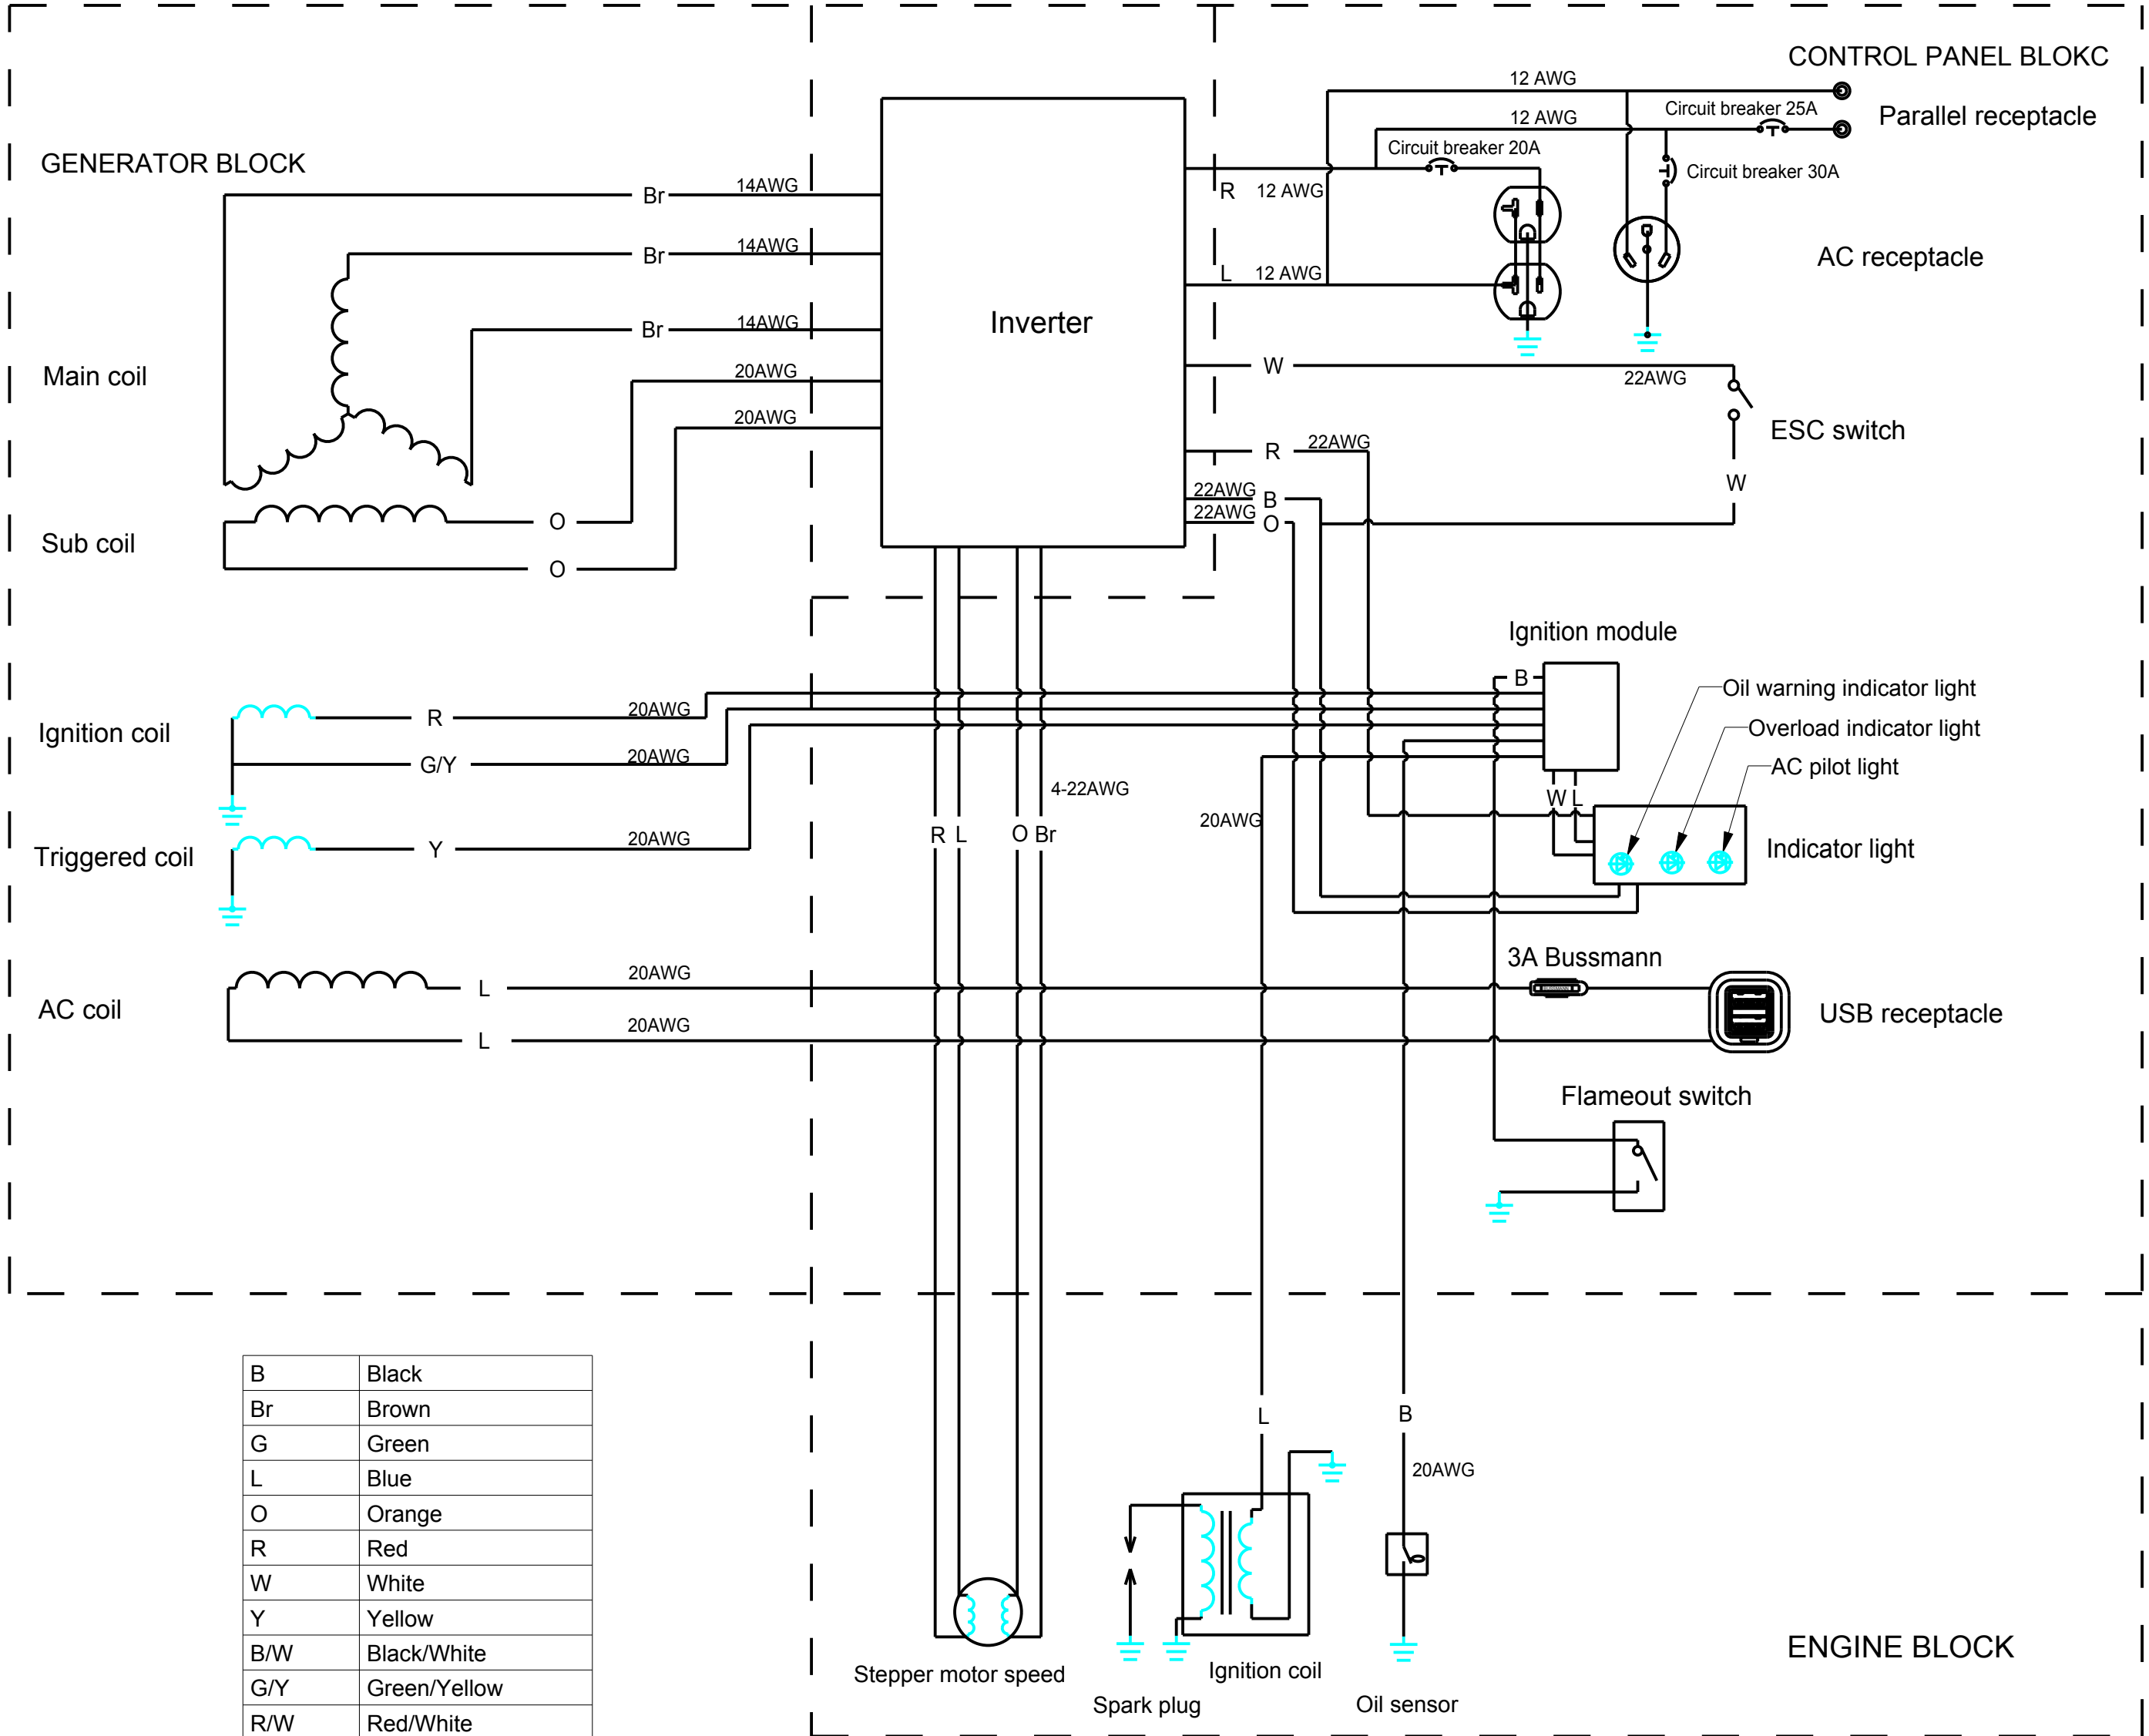 CONTROL PANEL BLOKC
12 AWG
Circuit breaker 25A
Parallel receptacle
12 AWG
Circuit breaker 20A
Circuit breaker 30A
GENERATOR BLOCK
Br 14AWG
R 12 AWG
Br 14AWG
L 12 AWG
AC receptacle
Inverter
Br 14AWG
Main coil
20AWG
W
22AWG
20AWG
ESC switch
R 22AWG
W
22AWG B
22AWG O
O
Sub coil
O
Ignition module
B
Oil warning indicator light
Ignition coil
R 20AWG
Overload indicator light
G/Y 20AWG
AC pilot light
4-22AWG
W L
20AWG
R L O Br
Triggered coil
Y 20AWG
Indicator light
3A Bussmann
AC coil
L 20AWG
L 20AWG
USB receptacle
Flameout switch
B Black
Br Brown
G Green
L Blue
O Orange
R Red
W White
Y Yellow
B/W Black/White
G/Y Green/Yellow
R/W Red/White
L
B
20AWG
Stepper motor speed
Spark plug
Ignition coil
Oil sensor
ENGINE BLOCK